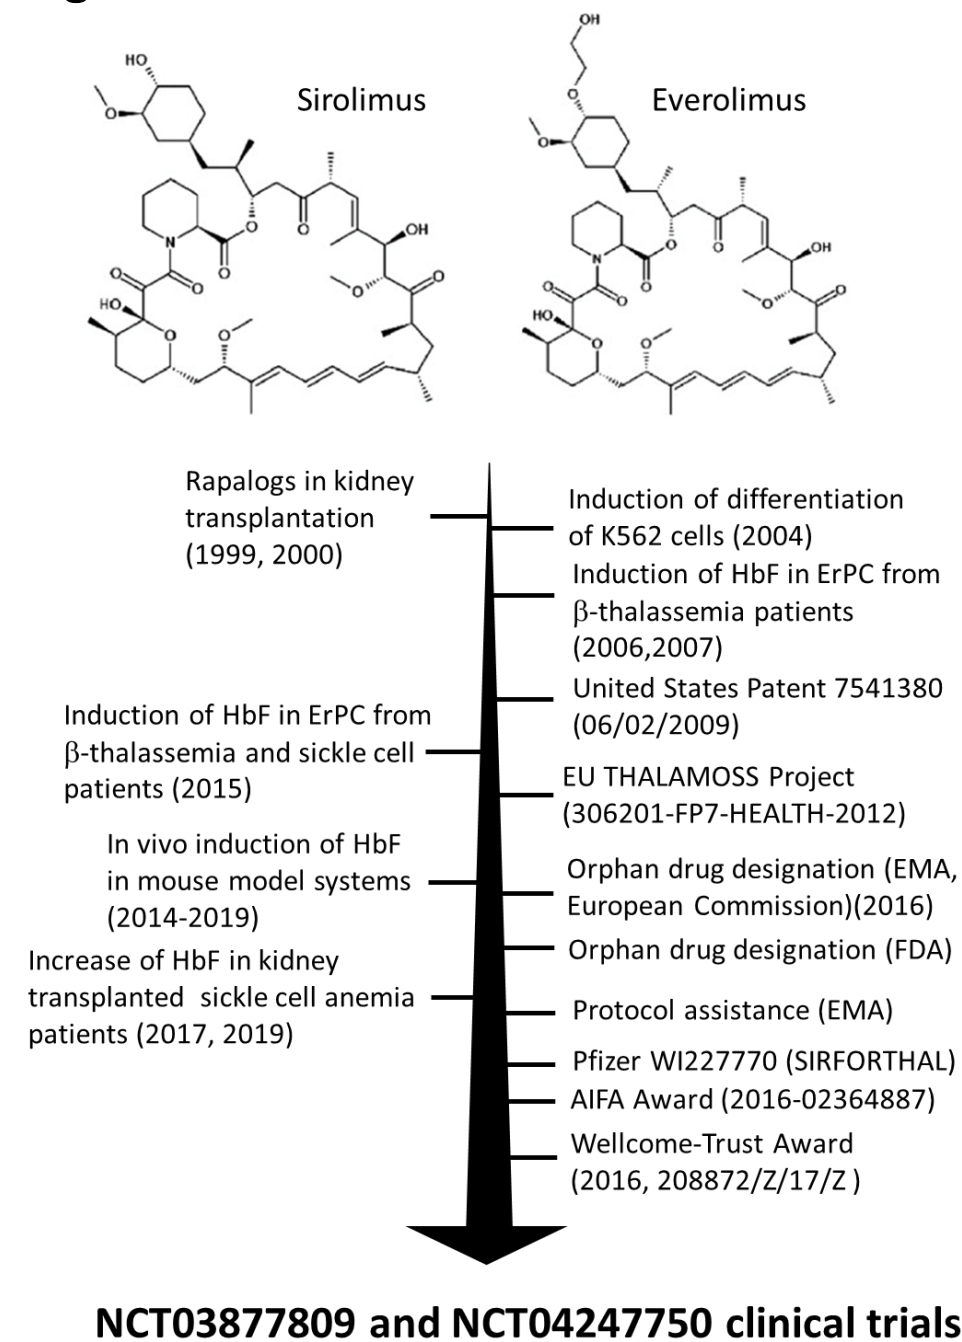 Sirolimus
Everolimus
HO
O
O
O
N
O
O
O
HO
O
O
OH
O
O
OH
O
O
O
O
N
O
O
O
HO
O
O
OH
O
O
Rapalogs in kidney
transplantation
(1999, 2000)
Induction of differentiation
of K562 cells (2004)
Induction of HbF in ErPC from
β-thalassemia patients
(2006,2007)
United States Patent 7541380
(06/02/2009)
Induction of HbF in ErPC from
β-thalassemia and sickle cell
patients (2015)
EU THALAMOSS Project
(306201-FP7-HEALTH-2012)
In vivo induction of HbF
in mouse model systems
(2014-2019)
Orphan drug designation (EMA,
European Commission)(2016)
Orphan drug designation (FDA)
Increase of HbF in kidney
transplanted  sickle cell anemia
patients (2017, 2019)
Protocol assistance (EMA)
Pfizer WI227770 (SIRFORTHAL)
AIFA Award (2016-02364887)
Wellcome-Trust Award
(2016, 208872/Z/17/Z )
NCT03877809 and NCT04247750 clinical trials